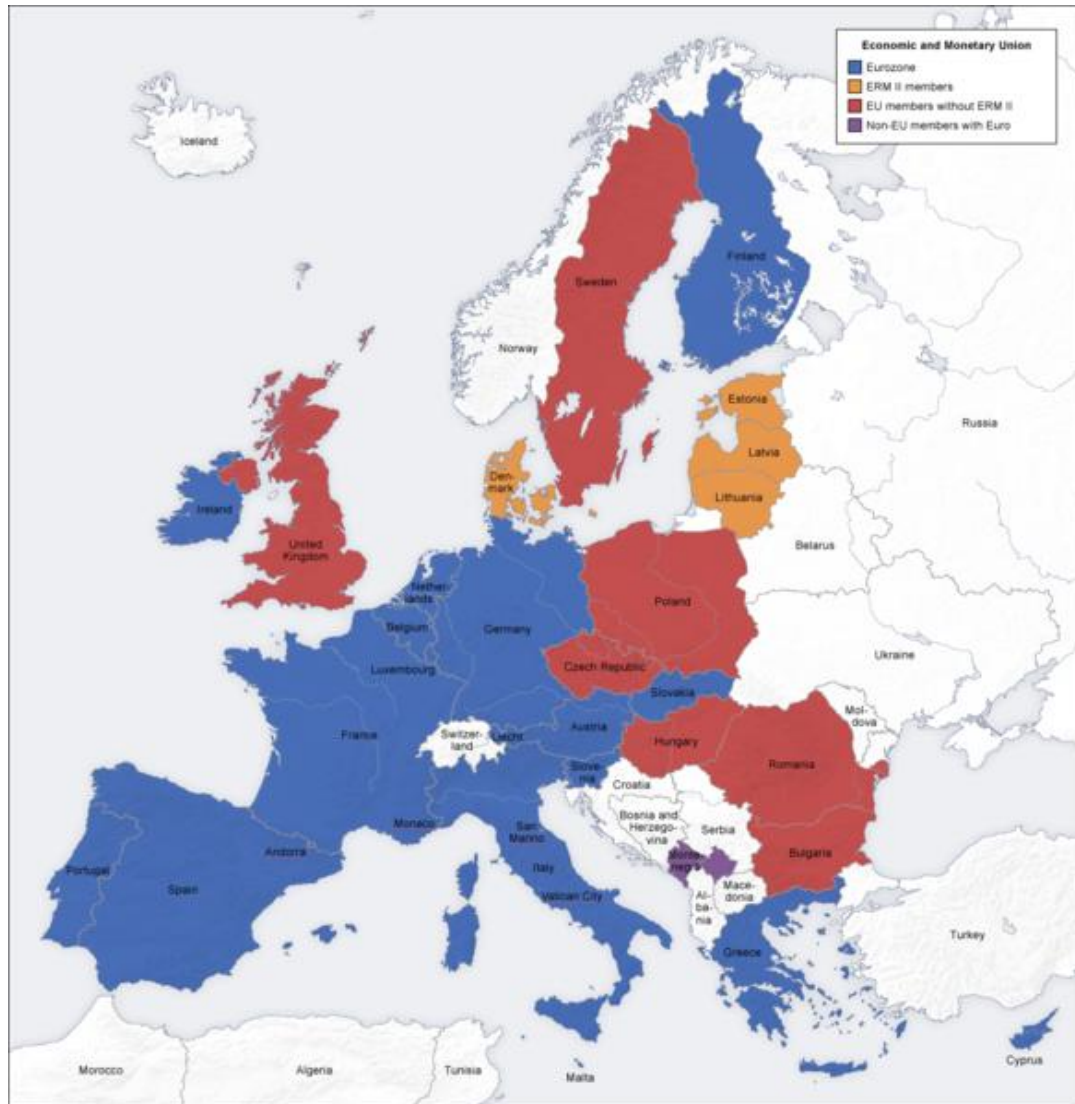 Economic and Monetary Union
Eurozone
ERM II members
EU members without ERM II
Non-EU members with Euro
Iceland
Finland
Sweden
Norway
Estonia
Russia
Latvia
Den-
mark
Lithuania
Ireland
United
Kingdom
Belarus
Nether-
lands
Poland
Belgium
Germany
Ukraine
Luxembourg
Czech Republic
Slovakia
Mol-
dova
France
Switzer-
land
Liecht.
Austria
Hungary
Slove-
nia
Romania
Croatia
Bosnia and
Herzego-
vina
Serbia
Monaco
San
Marino
Andorra
Bulgaria
Monte-
negro
Italy
Portugal
Spain
Vatican City
Mace-
donia
Al-
ba-
nia
Turkey
Greece
Cyprus
Morocco
Algeria
Tunisia
Malta